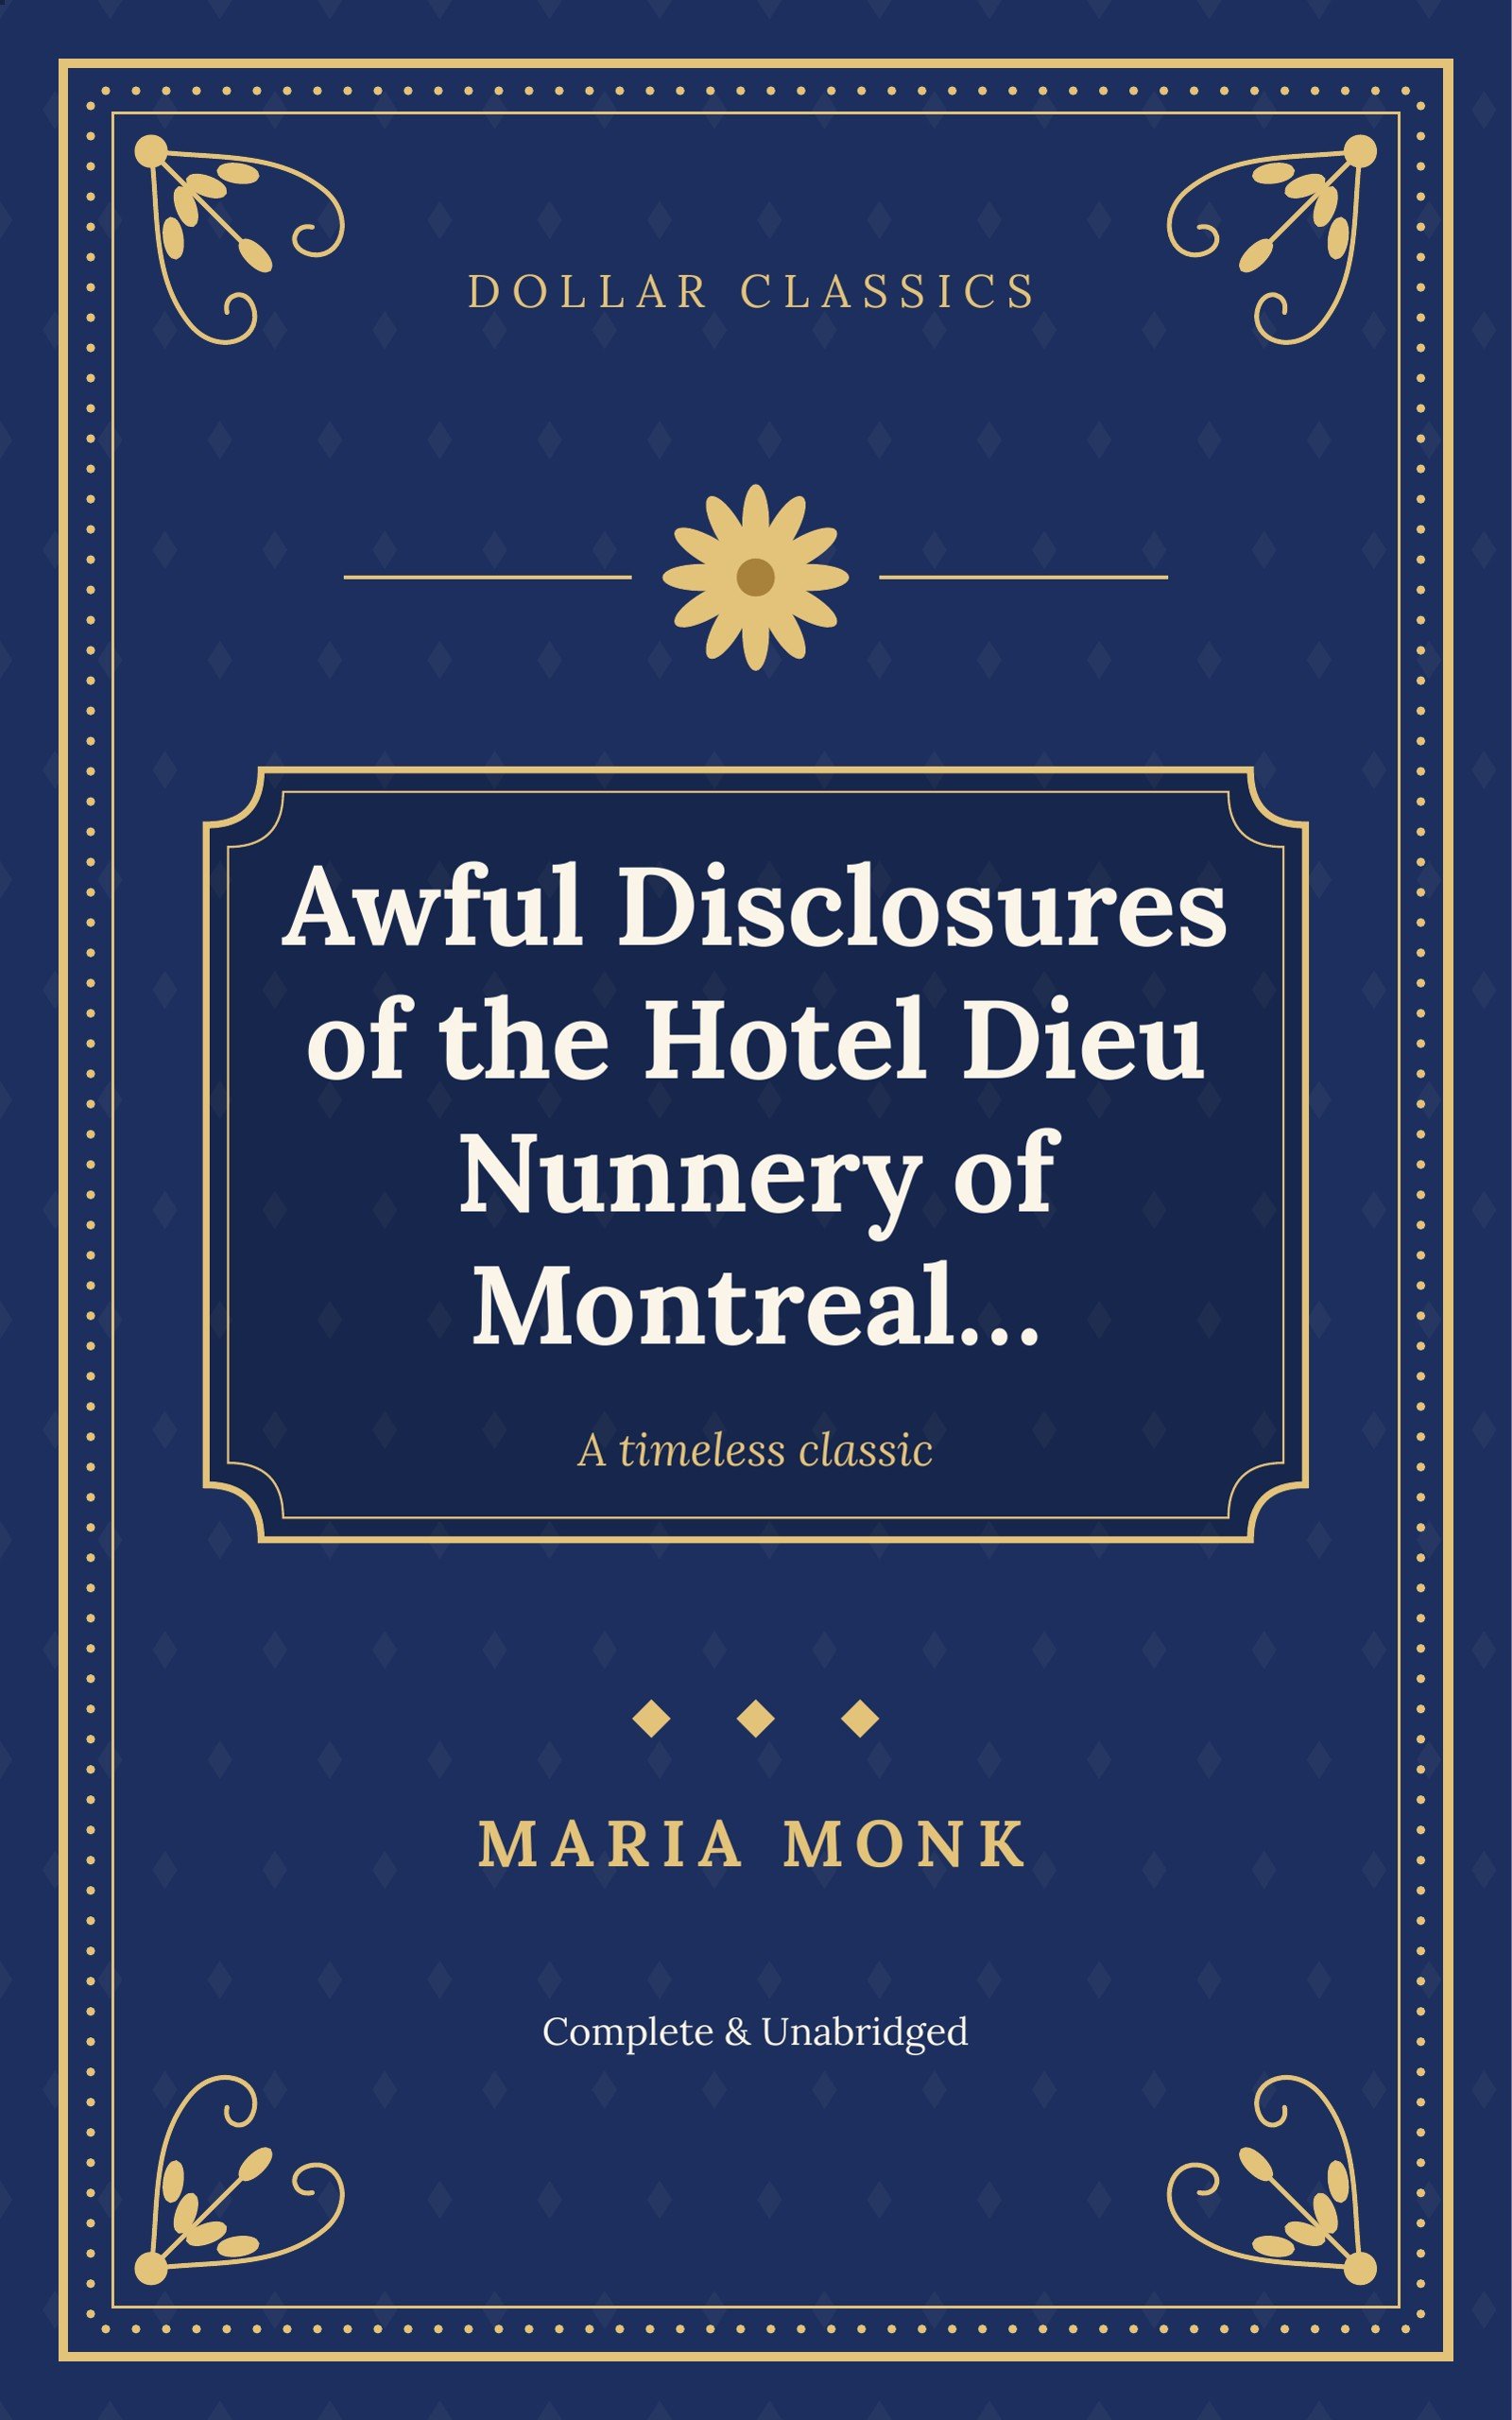 DOLLAR CLASSICS
Awful Disclosures
of the Hotel Dieu
Nunnery of
Montreal...
A timeless classic
MARIA MONK
Complete & Unabridged